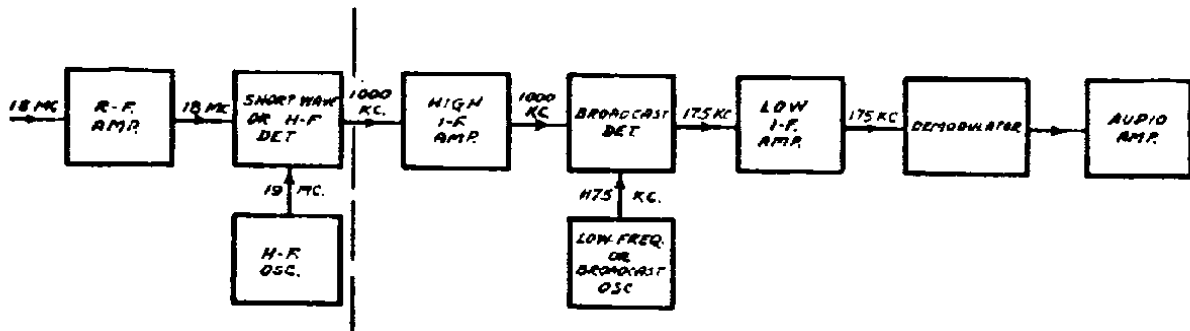 18 MC
R-F.
AMP.
18 MC
SHORT WAVE
OR H-F
DET
1000
KC.
HIGH
I-F.
AMP.
1000
KC
BROADCAST
DET.
175 KC
LOW
I.F.
AMP.
175 KC
DEMODULATOR
AUDIO
AMP.
19 MC.
H-F.
OSC.
1175 KC.
LOW-FREQ.
OR
BROADCAST
OSC